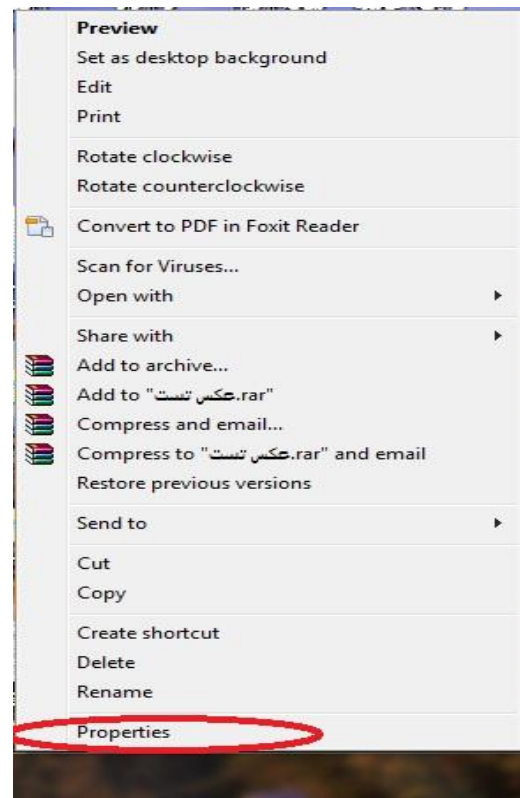 Preview
Set as desktop background
Edit
Print
Rotate clockwise
Rotate counterclockwise
Convert to PDF in Foxit Reader
Scan for Viruses...
Open with
Share with
Add to archive...
Add to "عکس تست.rar"
Compress and email...
Compress to "عکس تست.rar" and email
Restore previous versions
Send to
Cut
Copy
Create shortcut
Delete
Rename
Properties